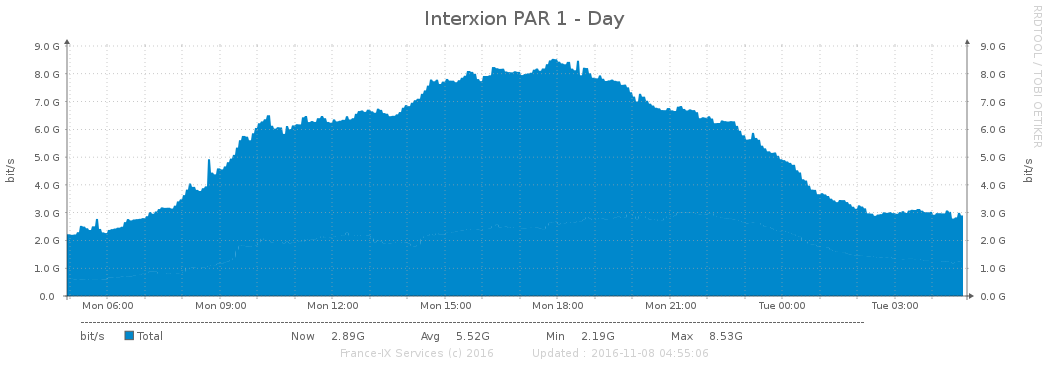 Interxion PAR 1 - Day
RRDTOOL / TOBI OETIKER
bit/s
9.0 G 9.0 G
8.0 G 8.0 G
7.0 G 7.0 G
6.0 G 6.0 G
5.0 G 5.0 G
4.0 G 4.0 G
3.0 G 3.0 G
2.0 G 2.0 G
1.0 G 1.0 G
0.0 0.0 G
bit/s
Mon 06:00 Mon 09:00 Mon 12:00 Mon 15:00 Mon 18:00 Mon 21:00 Tue 00:00 Tue 03:00
bit/s Total Now 2.89G Avg 5.52G Min 2.19G Max 8.53G
France-IX Services (c) 2016 Updated : 2016-11-08 04:55:06